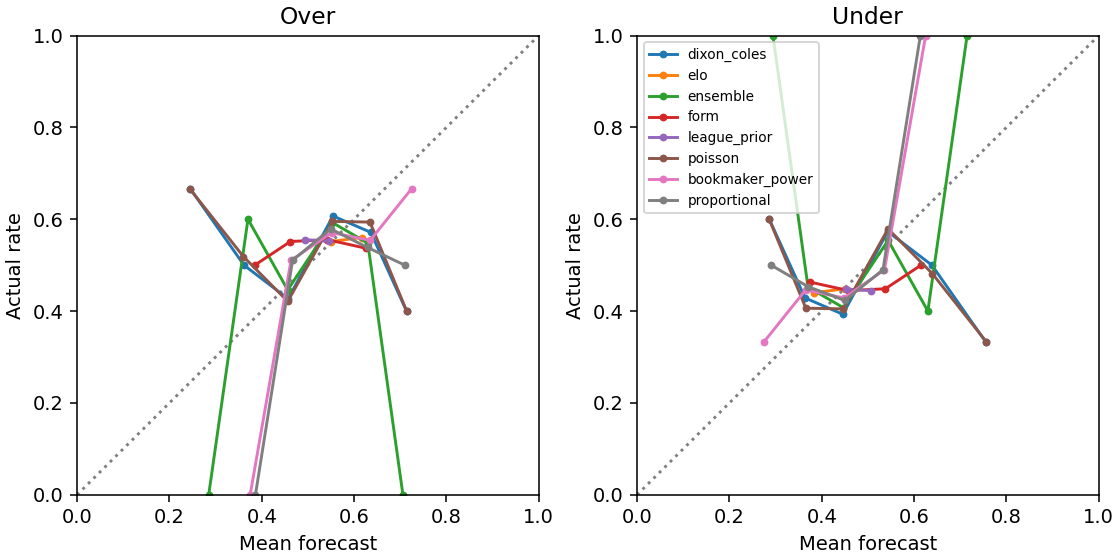 Over
Under
1.0
0.8
0.6
0.4
0.2
0.0
Actual rate
0.0 0.2 0.4 0.6 0.8 1.0
Mean forecast
1.0
0.8
0.6
0.4
0.2
0.0
Actual rate
dixon_coles
elo
ensemble
form
league_prior
poisson
bookmaker_power
proportional
0.0 0.2 0.4 0.6 0.8 1.0
Mean forecast